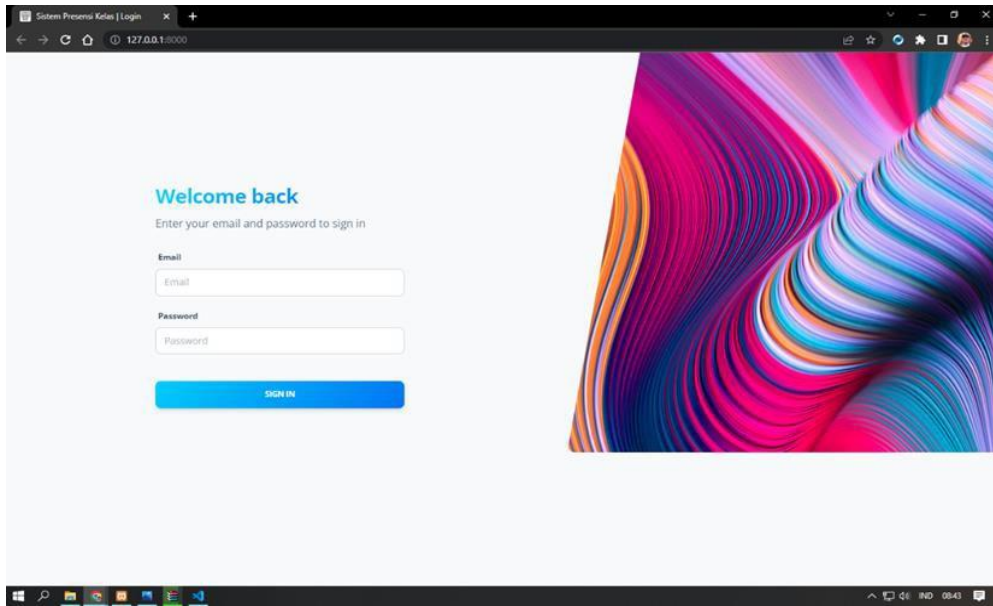 Sistem Presensi Kelas | Login
127.0.0.1:8000
Welcome back
Enter your email and password to sign in
Email
Email
Password
Password
SIGN IN
IND 08.43